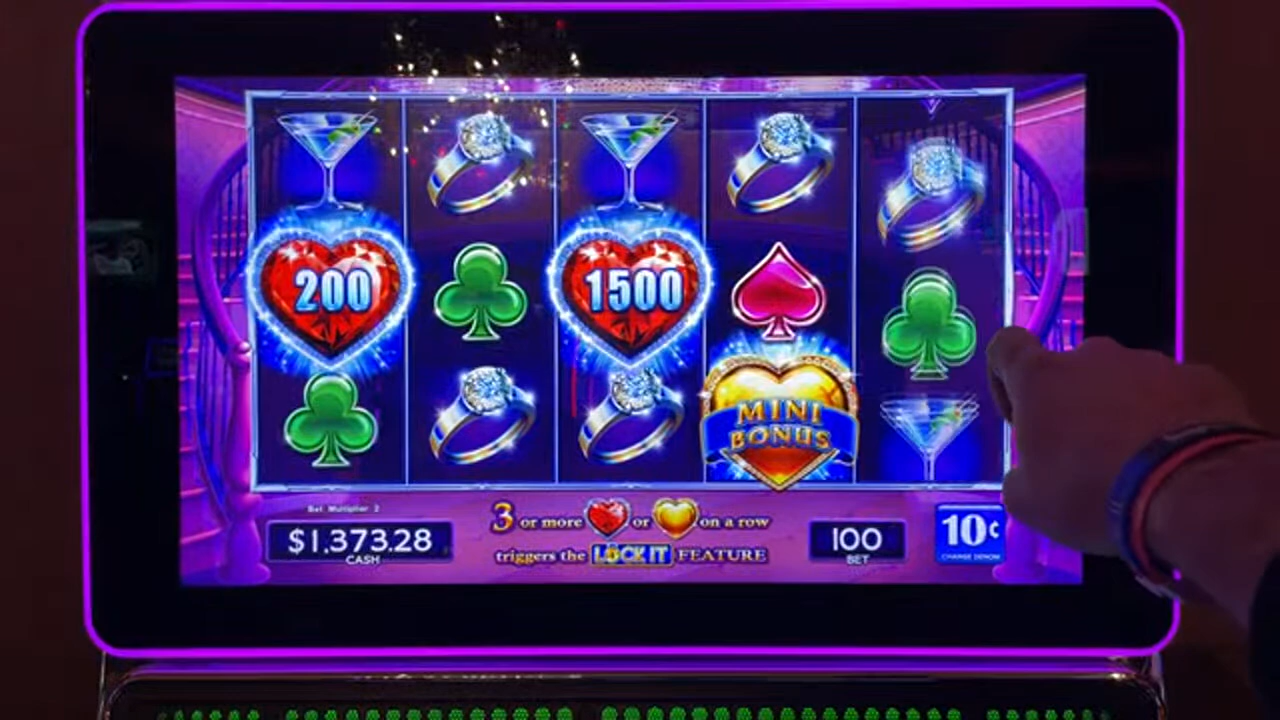 200
1500
MINI
BONUS
Bet Multiplier 2
$1,373.28
CASH
3 or more or on a row
triggers the LOCK IT FEATURE
100
BET
10¢
CHANGE DENOM